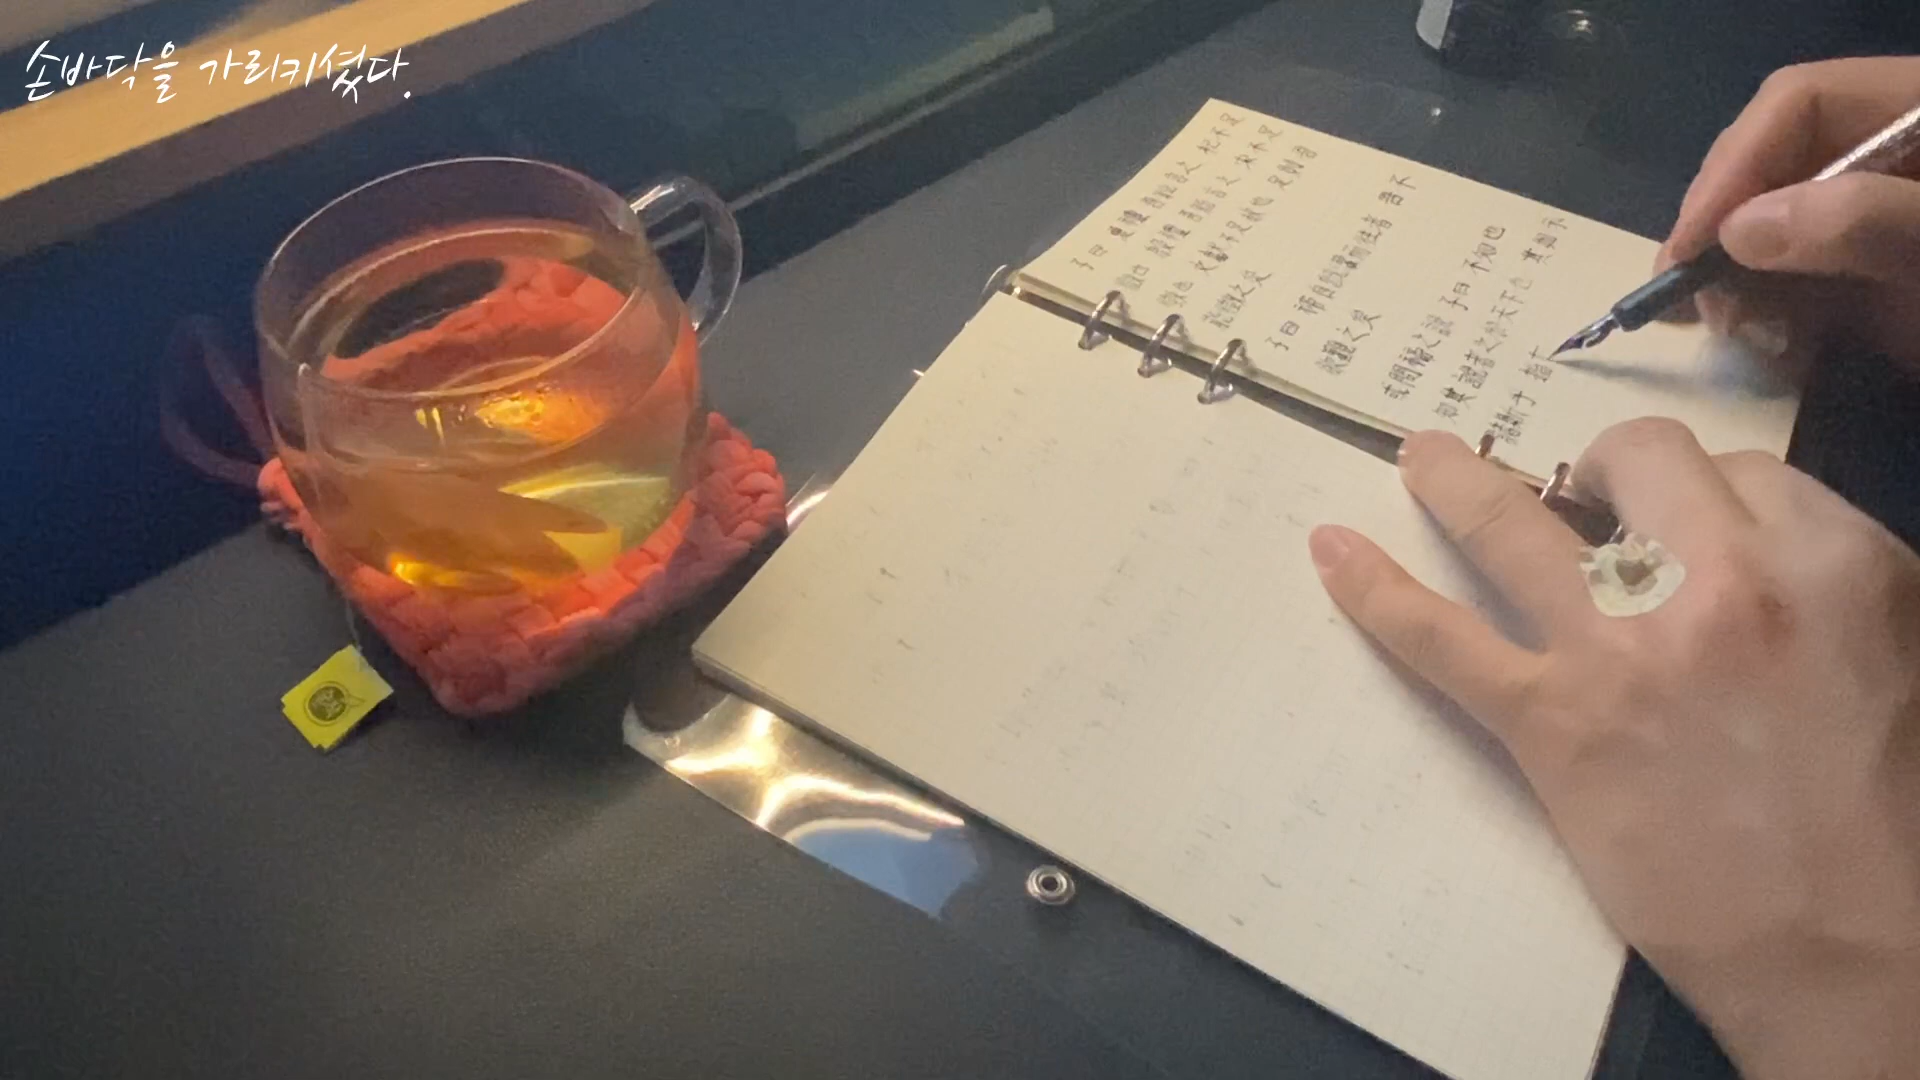 손바닥을 가리키셨다.
子曰 夏禮 吾能言之 杞不足
徵也 殷禮 吾能言之 宋不足
徵也 文獻不足故也 足則吾
能徵之矣
子曰 禘自旣灌而往者 吾不
欲觀之矣
或問禘之說 子曰 不知也
知其說者之於天下也 其如示
諸斯乎 指